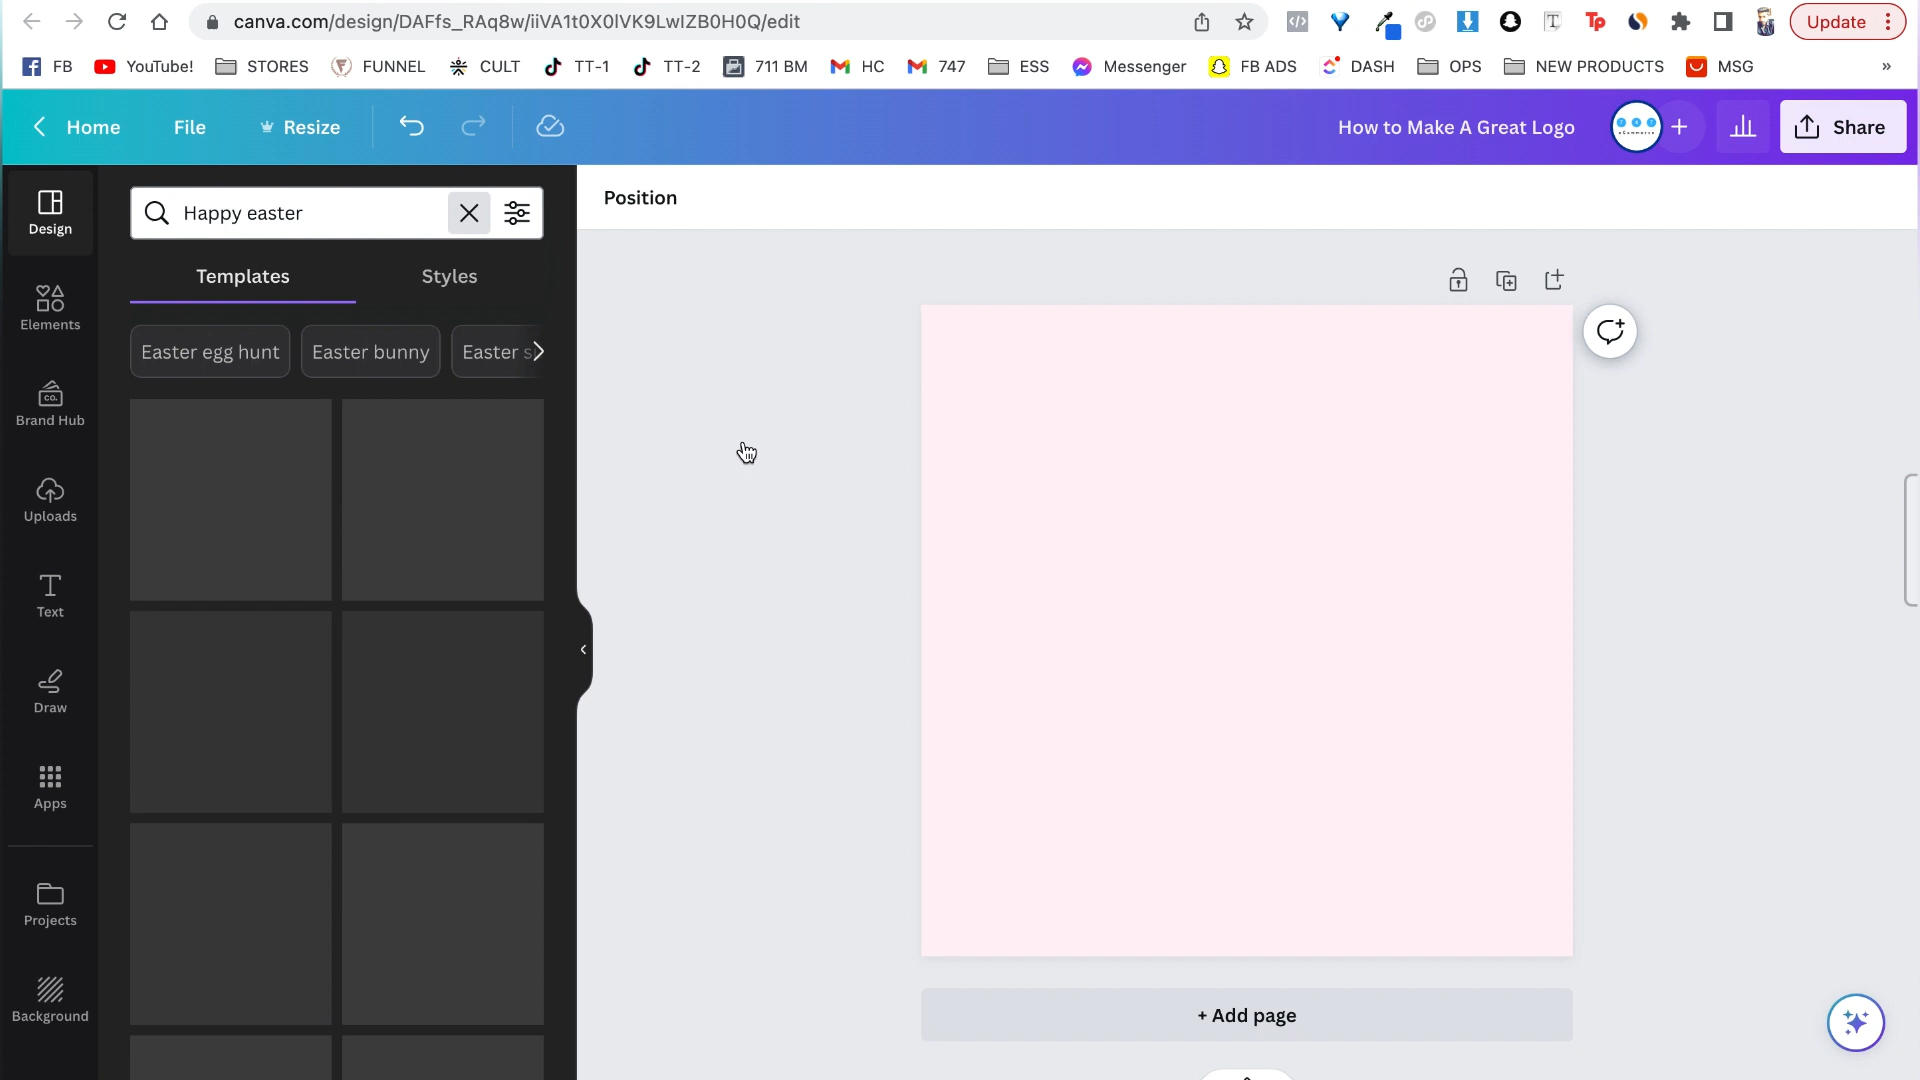 canva.com/design/DAFfs_RAq8w/iiVA1t0X0lVK9LwIZB0H0Q/edit
Update
FB YouTube! STORES FUNNEL CULT TT-1 TT-2 711 BM HC 747 ESS Messenger FB ADS DASH OPS NEW PRODUCTS MSG »
Home File Resize How to Make A Great Logo Share
Design
Happy easter
Position
Templates Styles
Elements
Easter egg hunt Easter bunny Easter
Brand Hub
Uploads
Text
Draw
Apps
Projects
Background
+ Add page